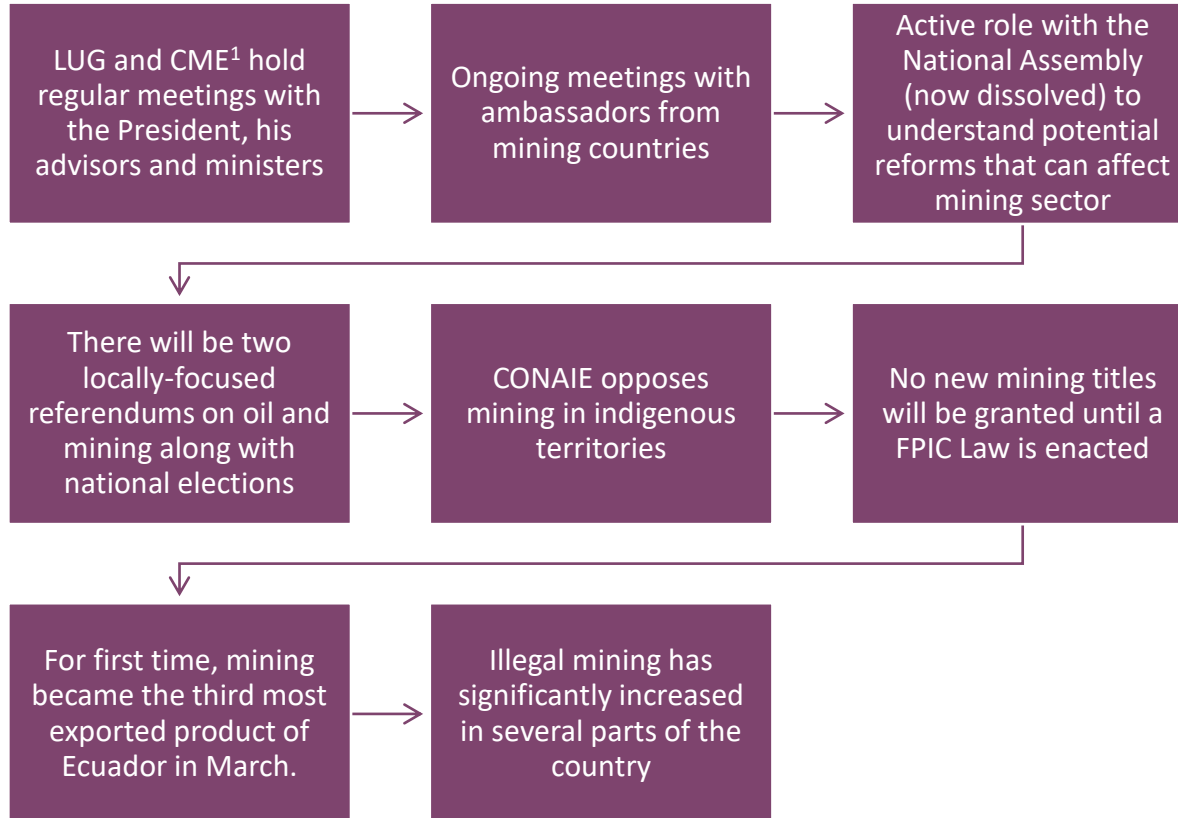 LUG and CME¹ hold
regular meetings with
the President, his
advisors and ministers
Ongoing meetings with
ambassadors from
mining countries
Active role with the
National Assembly
(now dissolved) to
understand potential
reforms that can affect
mining sector
There will be two
locally-focused
referendums on oil and
mining along with
national elections
CONAIE opposes
mining in indigenous
territories
No new mining titles
will be granted until a
FPIC Law is enacted
For first time, mining
became the third most
exported product of
Ecuador in March.
Illegal mining has
significantly increased
in several parts of the
country